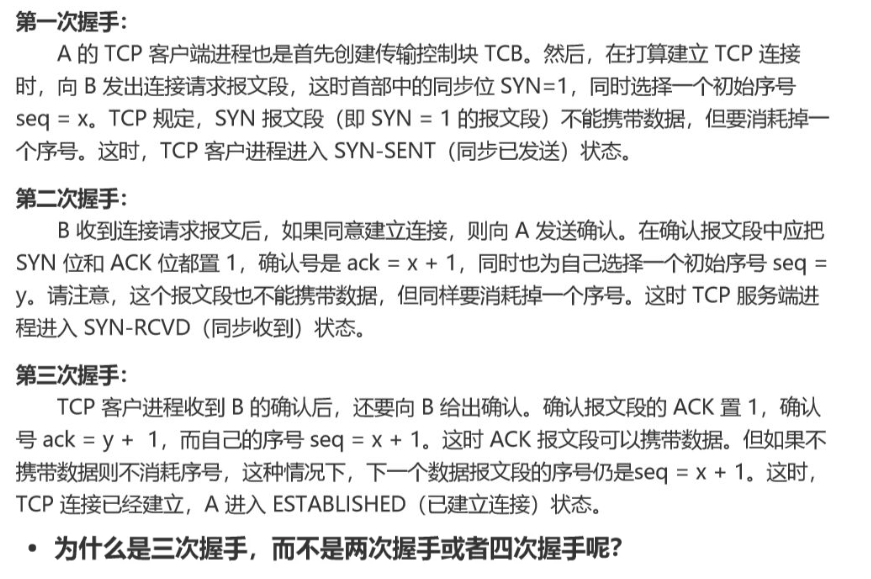 第一次握手：
A 的 TCP 客户端进程也是首先创建传输控制块 TCB。然后，在打算建立 TCP 连接
时，向 B 发出连接请求报文段，这时首部中的同步位 SYN=1，同时选择一个初始序号
seq = x。TCP 规定，SYN 报文段（即 SYN = 1 的报文段）不能携带数据，但要消耗掉一
个序号。这时，TCP 客户进程进入 SYN-SENT（同步已发送）状态。
第二次握手：
B 收到连接请求报文后，如果同意建立连接，则向 A 发送确认。在确认报文段中应把
SYN 位和 ACK 位都置 1，确认号是 ack = x + 1，同时也为自己选择一个初始序号 seq =
y。请注意，这个报文段也不能携带数据，但同样要消耗掉一个序号。这时 TCP 服务端进
程进入 SYN-RCVD（同步收到）状态。
第三次握手：
TCP 客户进程收到 B 的确认后，还要向 B 给出确认。确认报文段的 ACK 置 1，确认
号 ack = y + 1，而自己的序号 seq = x + 1。这时 ACK 报文段可以携带数据。但如果不
携带数据则不消耗序号，这种情况下，下一个数据报文段的序号仍是seq = x + 1。这时，
TCP 连接已经建立，A 进入 ESTABLISHED（已建立连接）状态。
• 为什么是三次握手，而不是两次握手或者四次握手呢？